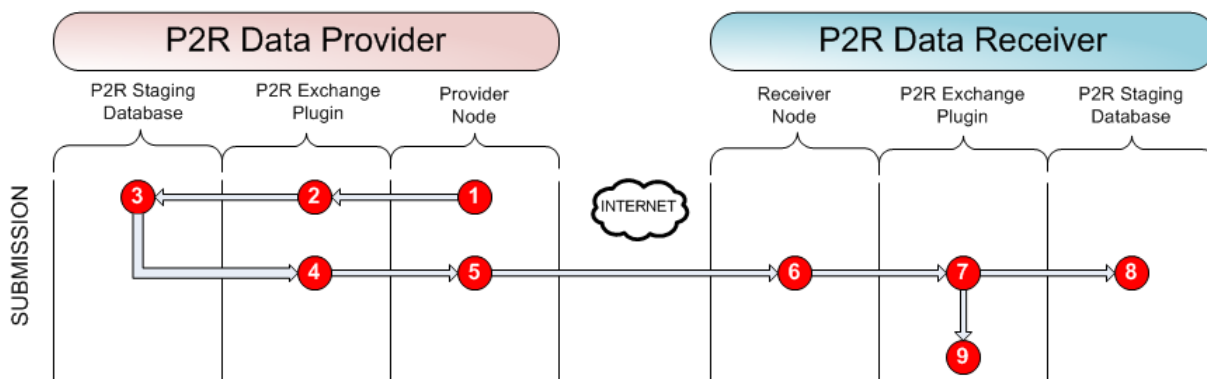 P2R Data Provider
P2R Data Receiver
P2R Staging
Database
P2R Exchange
Plugin
Provider
Node
Receiver
Node
P2R Exchange
Plugin
P2R Staging
Database
SUBMISSION
3
2
1
INTERNET
4
5
6
7
8
9